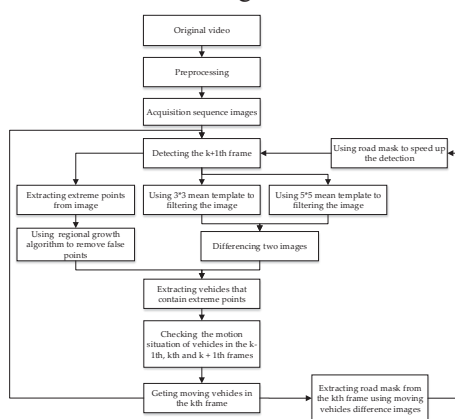 Original video
Preprocessing
Acquisition sequence images
Detecting the k+1th frame
Using road mask to speed up
the detection
Extracting extreme points
from image
Using 3*3 mean template to
filtering the image
Using 5*5 mean template to
filtering the image
Using regional growth
algorithm to remove false
points
Differencing two images
Extracting vehicles that
contain extreme points
Checking the motion
situation of vehicles in the k-
1th, kth and k + 1th frames
Geting moving vehicles in
the kth frame
Extracting road mask from
the kth frame using moving
vehicles difference images